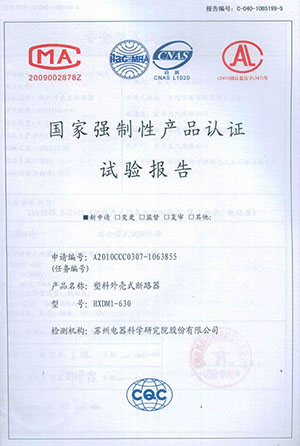 报告编号: C-040-1085199-S
CMA
ilac-MRA
CNAS
AL
2009002878Z
检测
CNAS L1020
国家强制性产品认证
试验报告
■新申请 □变更 □监督 □复审 □其他:
申请编号: A2010CCC0307-1063855
(任务编号)
产品名称: 塑料外壳式断路器
型 号: HXDM1-630
检测机构: 苏州电器科学研究院股份有限公司
CQC